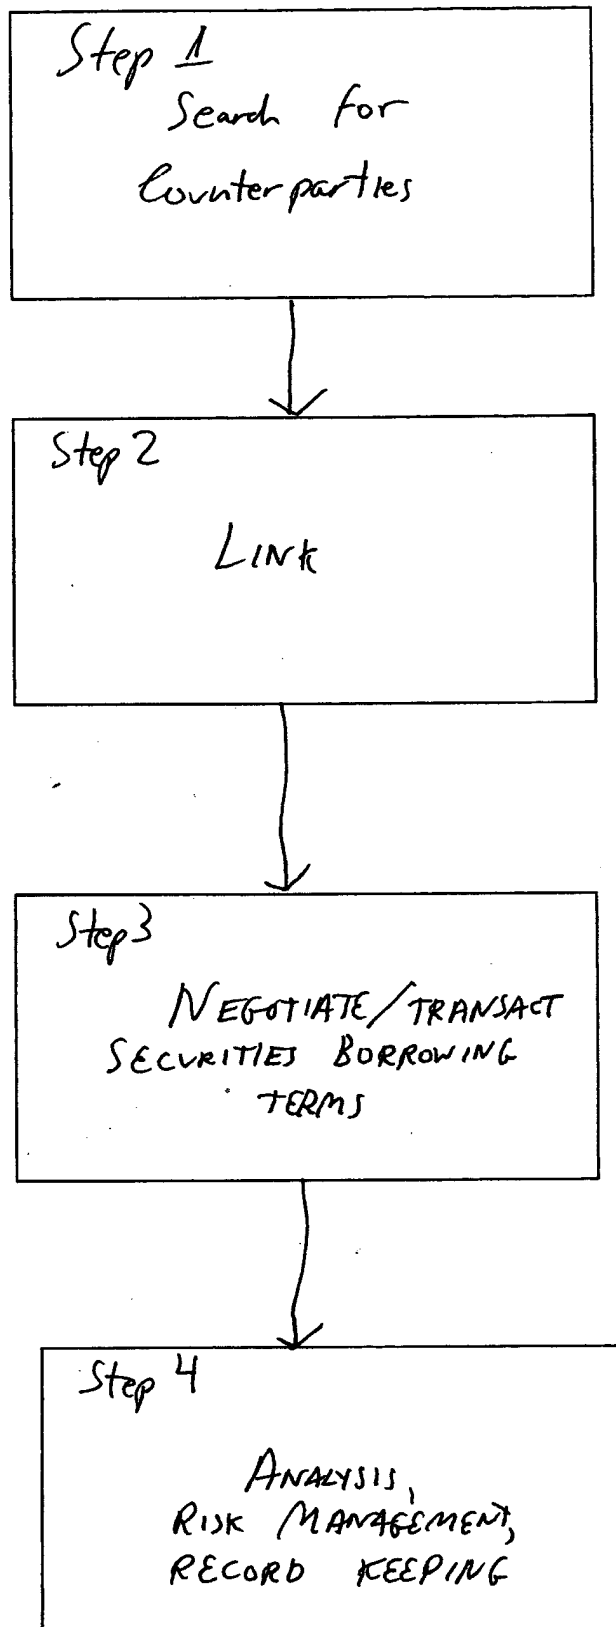 Step 1
Search for
Counterparties
Step 2
LINK
Step 3
NEGOTIATE/TRANSACT
SECURITIES BORROWING
TERMS
Step 4
ANALYSIS,
RISK MANAGEMENT,
RECORD KEEPING